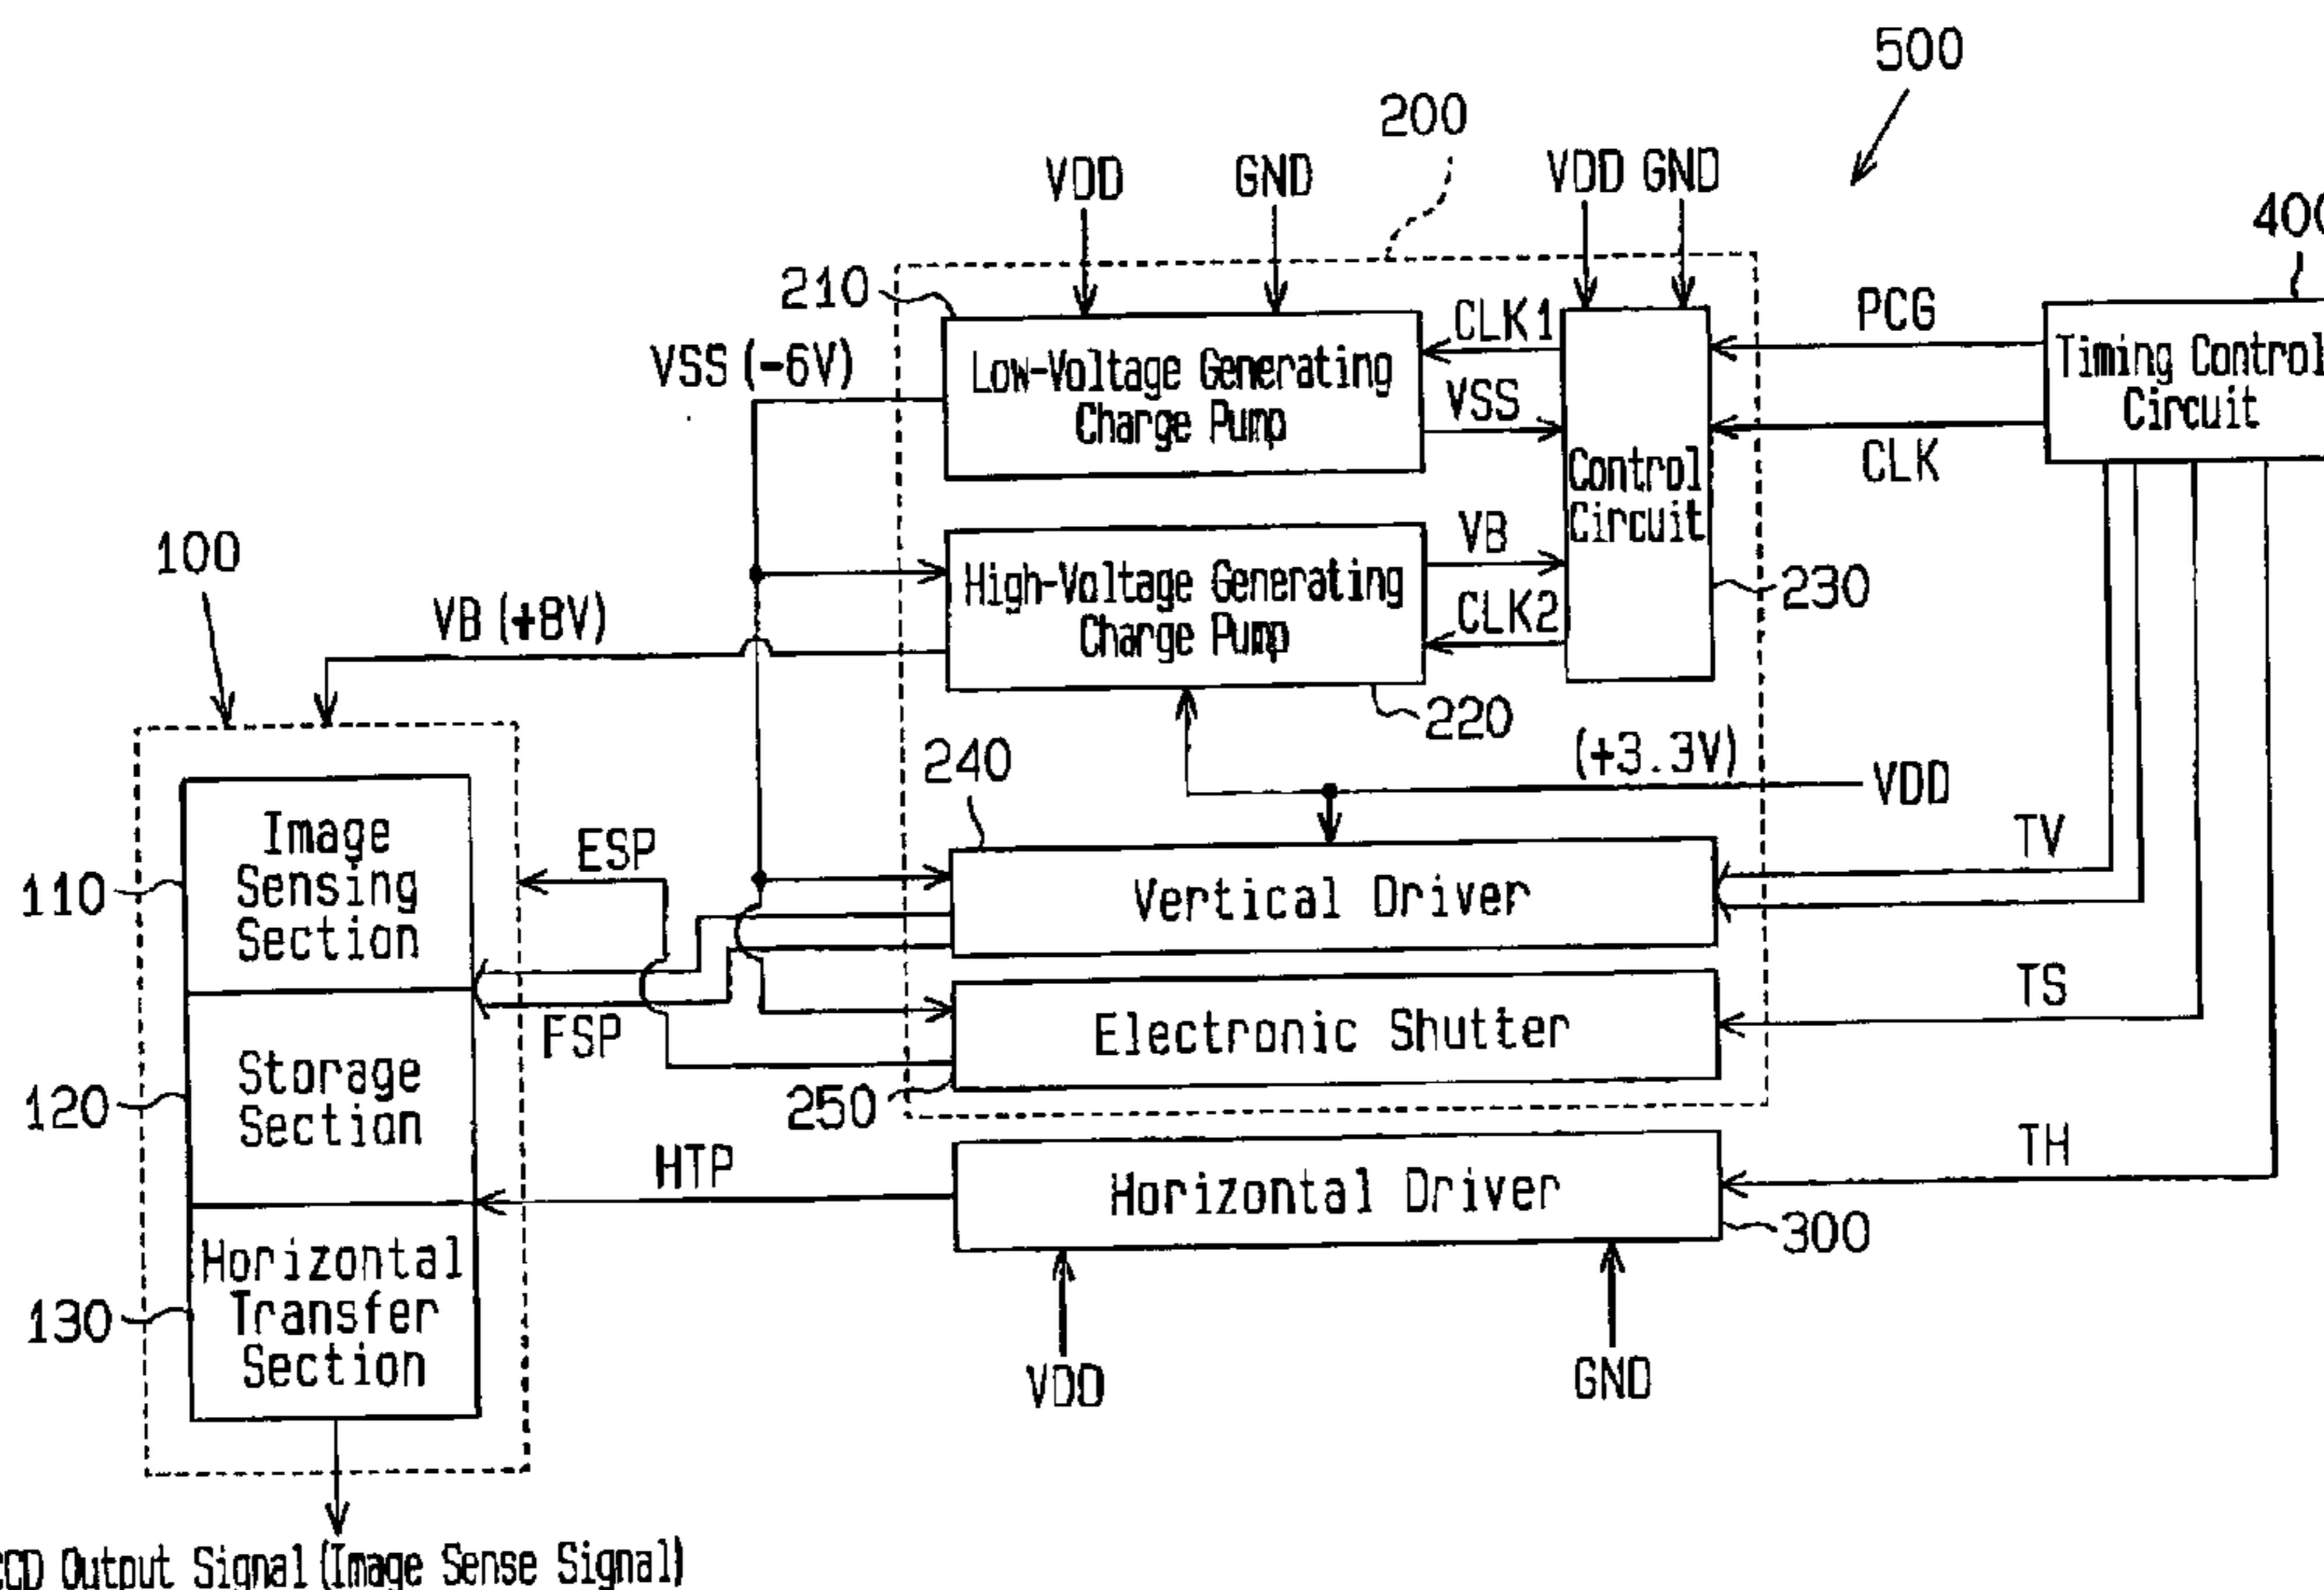 500
200
VDD
GND
VDD GND
400
210
CLK1
PCG
VSS (-6V)
Low-Voltage Generating
Charge Pump
VSS
Timing Control
Circuit
CLK
Control
Circuit
100
VB
High-Voltage Generating
Charge Pump
CLK2
230
VB (+8V)
220
240
(+3.3V)
VDD
Image
Sensing
Section
110
ESP
Vertical Driver
TV
FSP
Electronic Shutter
TS
Storage
Section
120
250
HTP
Horizontal Driver
TH
300
Horizontal
Transfer
Section
130
VDD
GND
CCD Output Signal (Image Sense Signal)